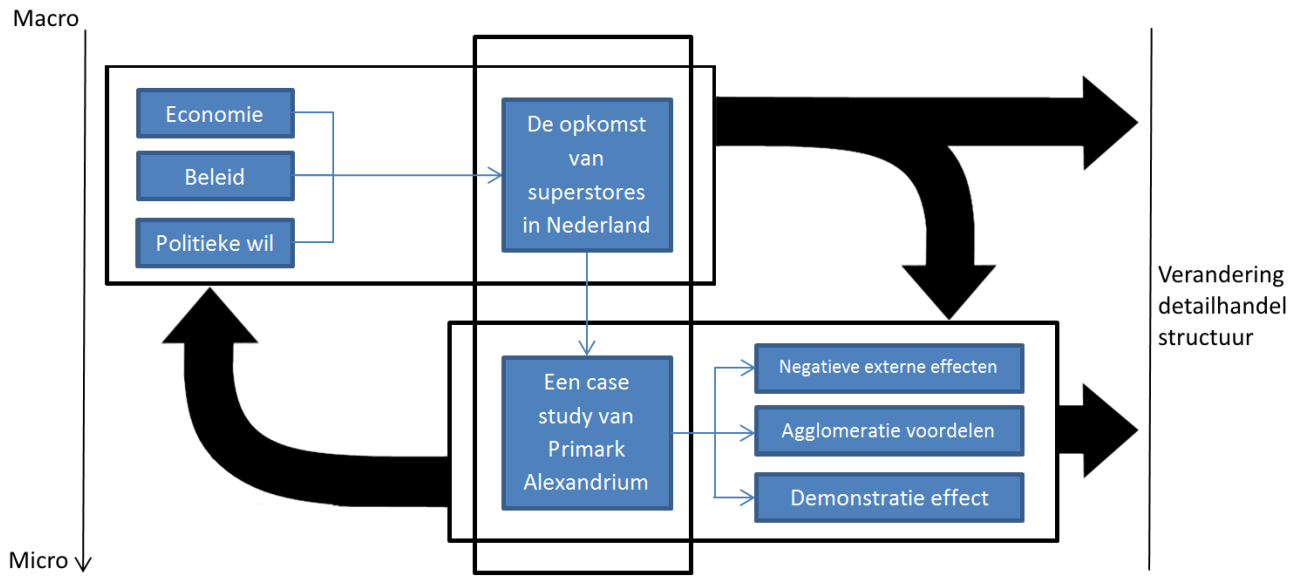 Macro
Economie
Beleid
Politieke wil
De opkomst
van
superstores
in Nederland
Verandering
detailhandel
structuur
Een case
study van
Primark
Alexandrium
Negatieve externe effecten
Agglomeratie voordelen
Demonstratie effect
Micro